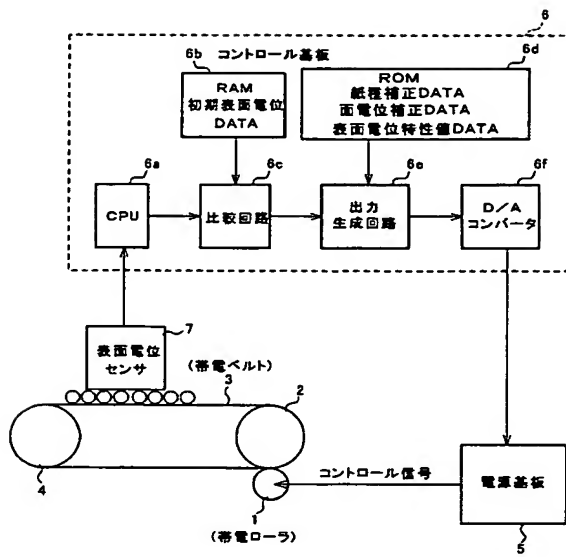 6
コントロール基板
6b
RAM
初期表面電位
DATA
6d
ROM
紙種補正DATA
面電位補正DATA
表面電位特性値DATA
6a
CPU
6c
比較回路
6e
出力
生成回路
6f
D/A
コンバータ
7
表面電位
センサ
(帯電ベルト)
3
2
4
コントロール信号
1
(帯電ローラ)
電源基板
5